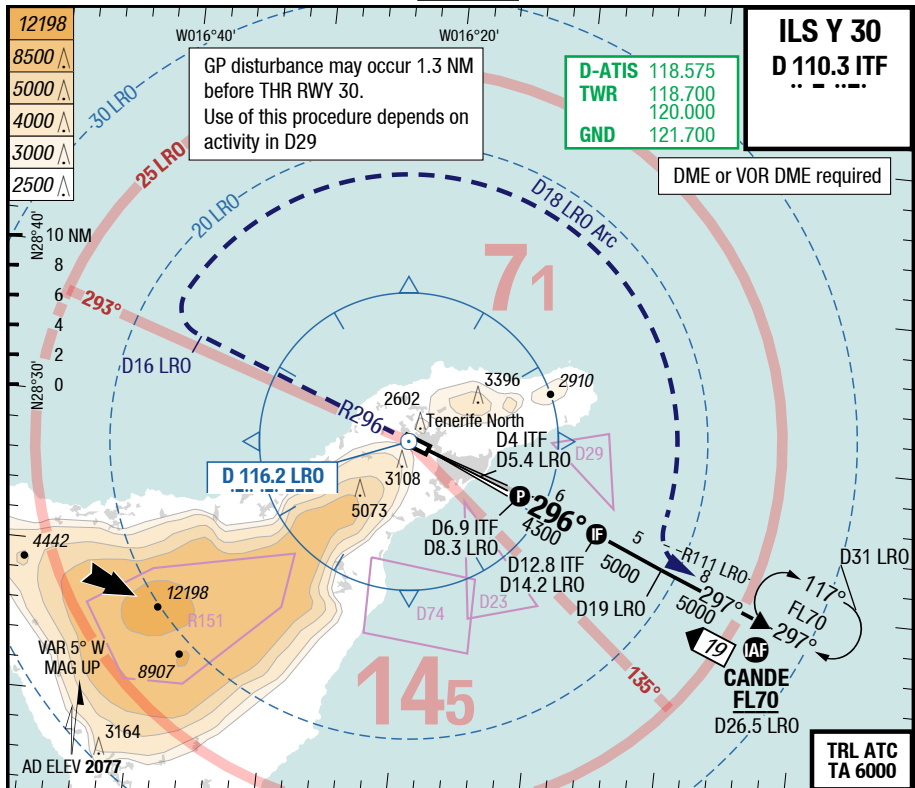 12198
8500
5000
4000
3000
2500
W016°40'
W016°20'
GP disturbance may occur 1.3 NM
before THR RWY 30.
Use of this procedure depends on
activity in D29
D-ATIS 118.575
TWR 118.700
120.000
GND 121.700
ILS Y 30
D 110.3 ITF
DME or VOR DME required
30 LRO
25 LRO
20 LRO
D18 LRO Arc
N28°40'
10 NM
8
6
4
2
0
N28°30'
71
293°
D16 LRO
R296
2602
3396
2910
Tenerife North
D4 ITF
D5.4 LRO
D29
D 116.2 LRO
3108
5073
P
6
296°
4300
IF
D6.9 ITF
D8.3 LRO
D12.8 ITF
D14.2 LRO
5
5000
R111 LRO
8
D19 LRO
297°
5000
D31 LRO
117°
FL70
297°
4442
12198
R151
8907
D74
D23
19
IAF
CANDE
FL70
D26.5 LRO
135°
145
VAR 5° W
MAG UP
3164
AD ELEV 2077
TRL ATC
TA 6000